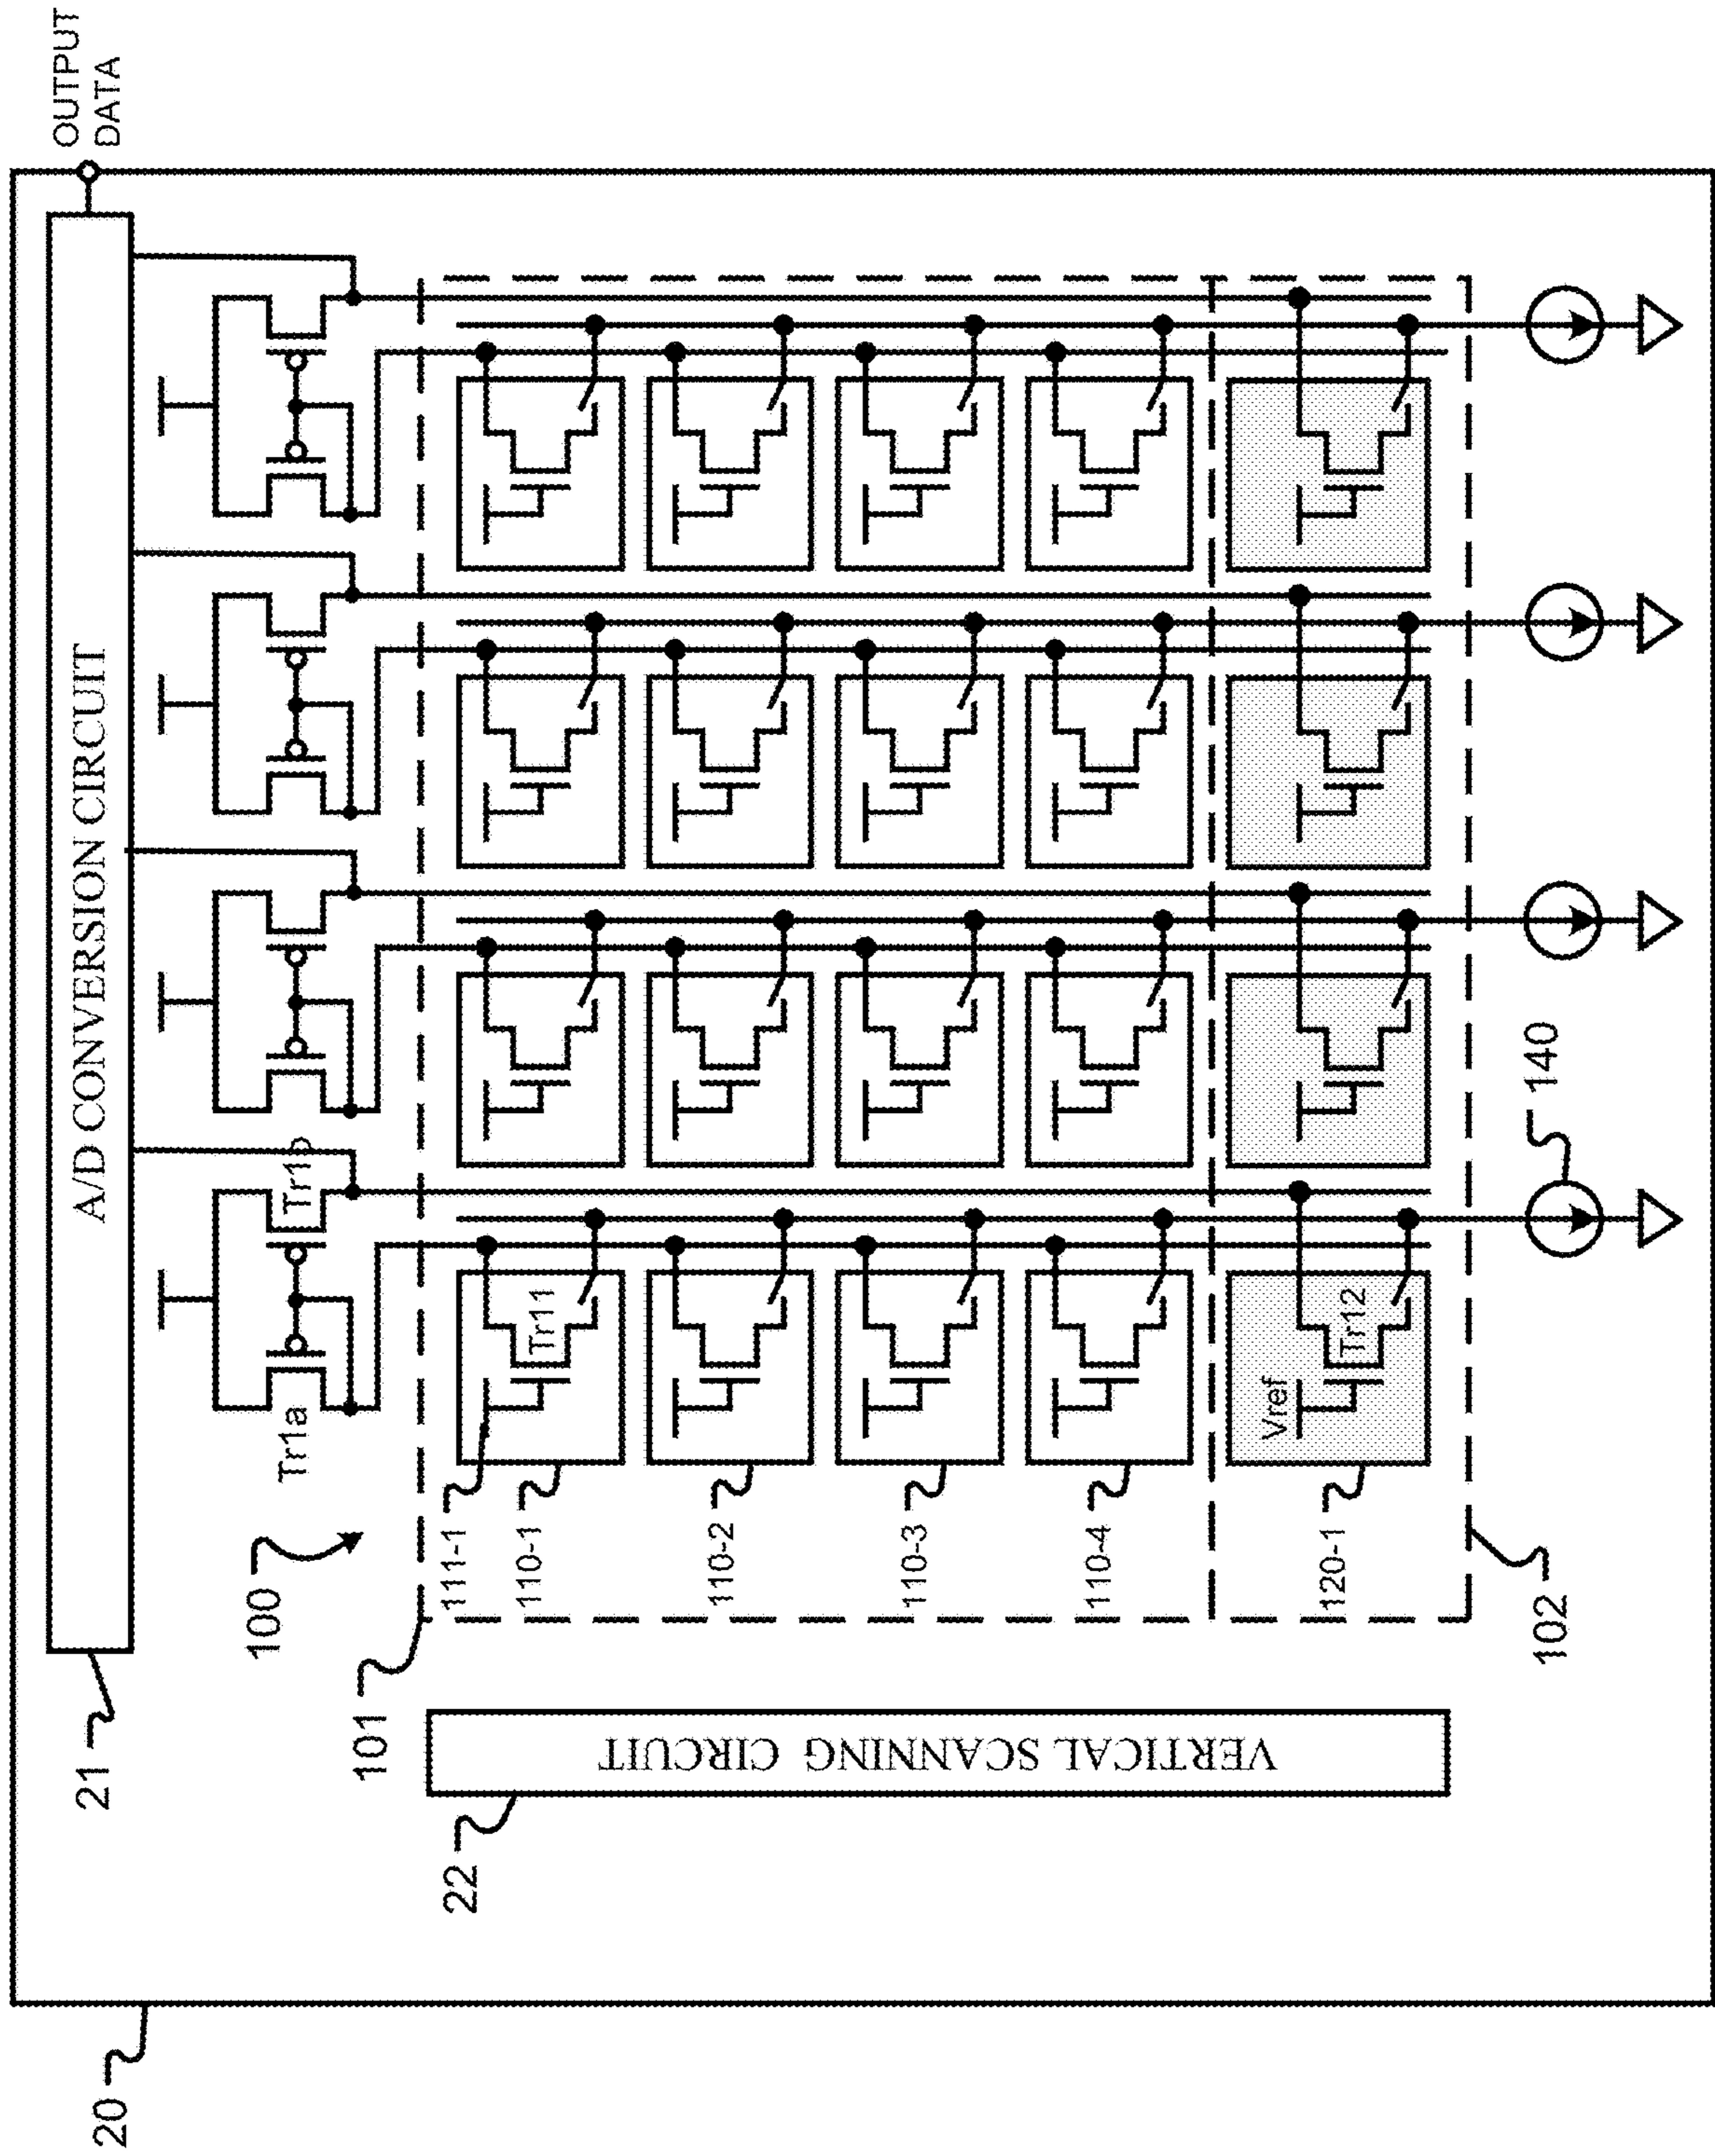 OUTPUT
DATA
A/D CONVERSION CIRCUIT
21
20
Tr1a
Tr1b
100
101
111-1
110-1
Tr11
110-2
110-3
110-4
120-1
Vref
Tr12
102
140
22
VERTICAL SCANNING CIRCUIT